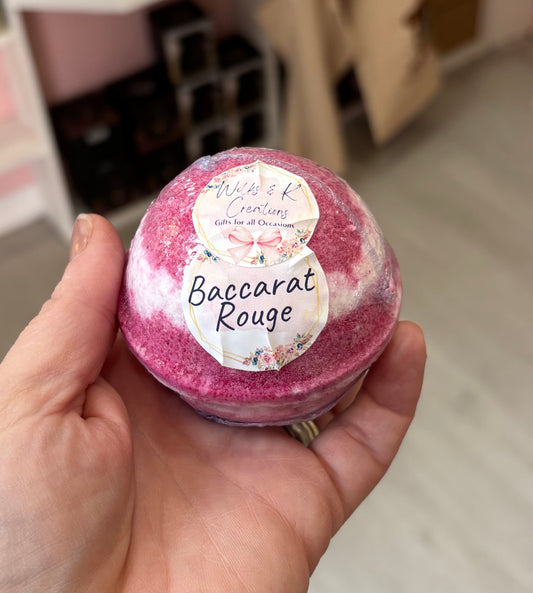 Wilks & K
Creations
Gifts for all Occasions
Baccarat
Rouge